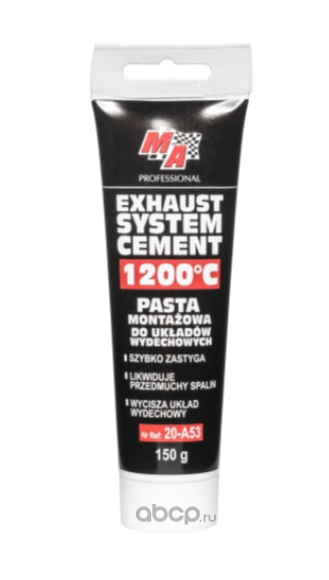 MA
PROFESSIONAL
EXHAUST
SYSTEM
CEMENT
1200°C
PASTA
MONTAŻOWA
DO UKŁADÓW
WYDECHOWYCH
SZYBKO ZASTYGA
LIKWIDUJE
PRZEDMUCHY SPALIN
WYCISZA UKŁAD
WYDECHOWY
Nr Ref: 20-A53
150 g
abcp.ru